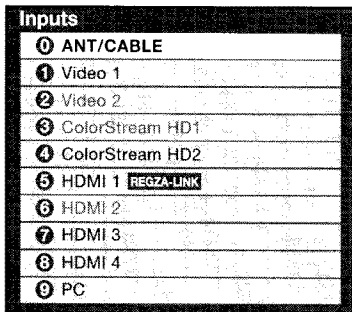 Inputs
0 ANT/CABLE
1 Video 1
2 Video 2
3 ColorStream HD1
4 ColorStream HD2
5 HDMI 1 REGZA-LINK
6 HDMI 2
7 HDMI 3
8 HDMI 4
9 PC